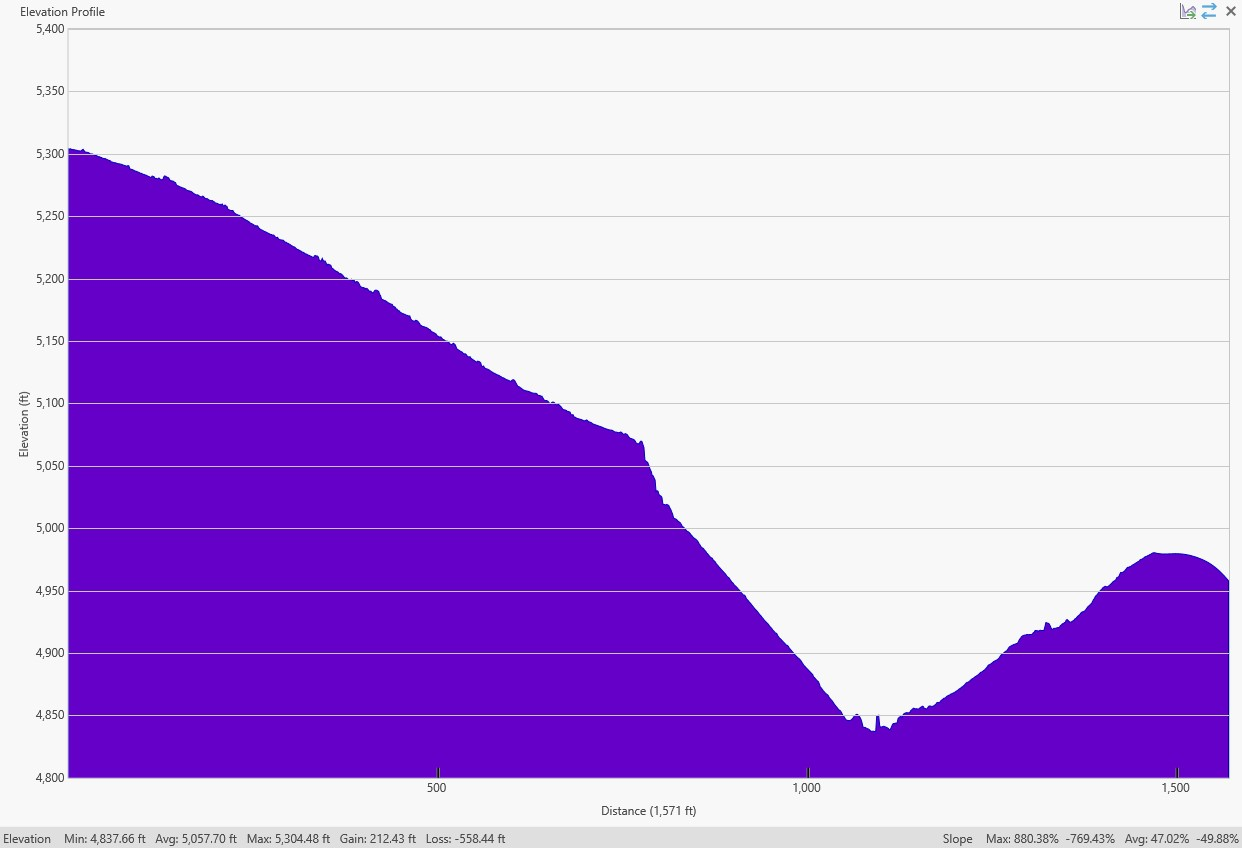 Elevation Profile
5,400
5,350
5,300
5,250
5,200
5,150
5,100
5,050
5,000
4,950
4,900
4,850
4,800
Elevation (ft)
500 1,000 1,500
Distance (1,571 ft)
Elevation Min: 4,837.66 ft Avg: 5,057.70 ft Max: 5,304.48 ft Gain: 212.43 ft Loss: -558.44 ft Slope Max: 880.38% -769.43% Avg: 47.02% -49.88%